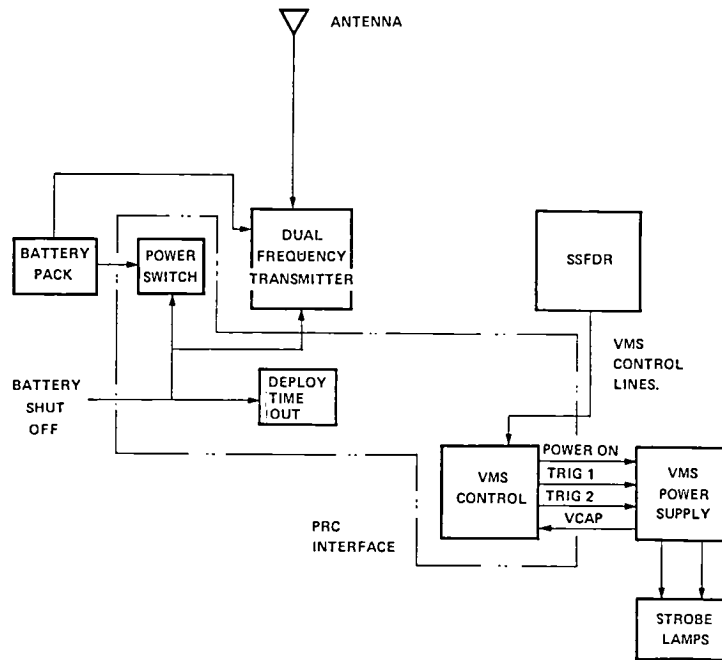 ANTENNA
BATTERY
PACK
POWER
SWITCH
DUAL
FREQUENCY
TRANSMITTER
SSFDR
VMS
CONTROL
LINES.
BATTERY
SHUT
OFF
DEPLOY
TIME
OUT
VMS
CONTROL
POWER ON
TRIG 1
TRIG 2
VCAP
VMS
POWER
SUPPLY
PRC
INTERFACE
STROBE
LAMPS